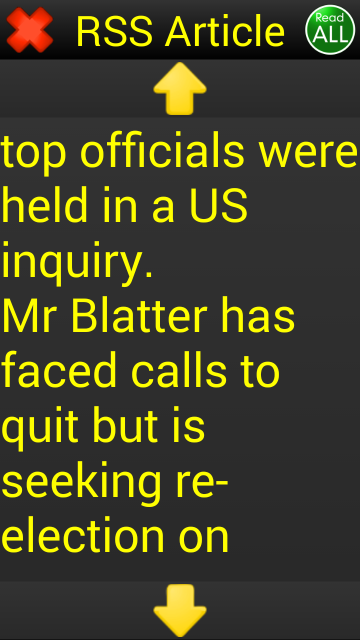 RSS Article
Read
ALL
top officials were
held in a US
inquiry.
Mr Blatter has
faced calls to
quit but is
seeking re-
election on